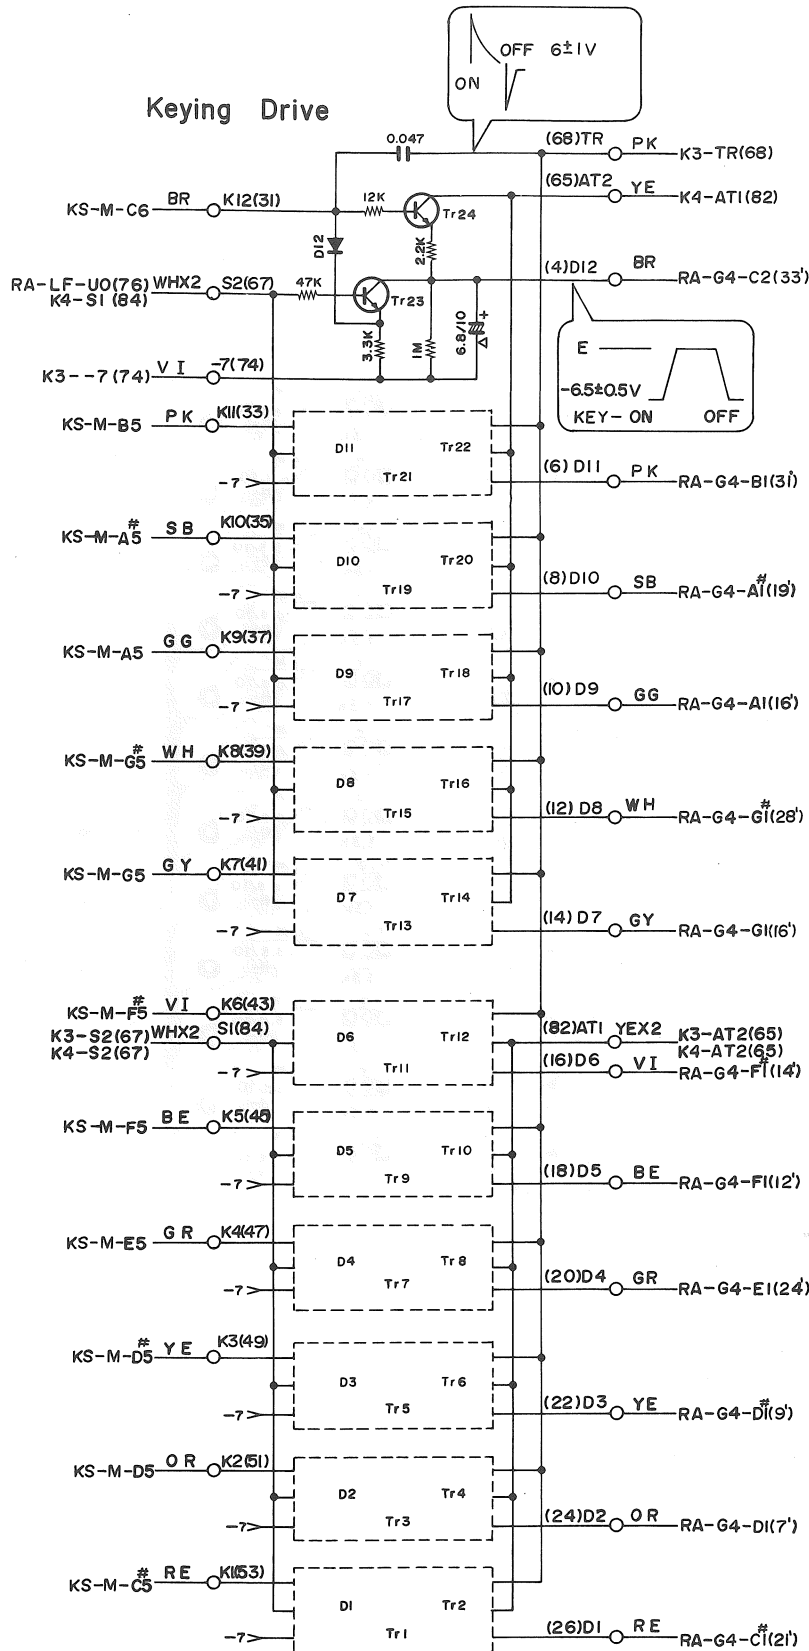 OFF 6±1V
ON
Keying Drive
0.047
(68)TR PK K3-TR(68)
(65)AT2 YE K4-AT1(82)
KS-M-C6 BR K12(31)
12K
Tr24
D12
2.2K
(4)D12 BR RA-G4-C2(33')
RA-LF-U0(76) WHX2 S2(67)
K4-S1(84)
47K
Tr23
3.3K
1M
6.8/10
+
E
-6.5±0.5V
KEY-ON OFF
K3--7(74) VI -7(74)
KS-M-B5 PK K11(33)
D11 Tr22
Tr21
-7
(6)D11 PK RA-G4-B1(31')
KS-M-A#5 SB K10(35)
D10 Tr20
Tr19
-7
(8)D10 SB RA-G4-A#1(19')
KS-M-A5 GG K9(37)
D9 Tr18
Tr17
-7
(10)D9 GG RA-G4-A1(16')
KS-M-G#5 WH K8(39)
D8 Tr16
Tr15
-7
(12)D8 WH RA-G4-G#1(28')
KS-M-G5 GY K7(41)
D7 Tr14
Tr13
-7
(14)D7 GY RA-G4-G1(16')
KS-M-F#5 VI K6(43)
K3-S2(67) WHX2 S1(84)
K4-S2(67)
D6 Tr12
Tr11
-7
(82)AT1 YEX2 K3-AT2(65)
K4-AT2(65)
(16)D6 VI RA-G4-F#1(14')
KS-M-F5 BE K5(45)
D5 Tr10
Tr9
-7
(18)D5 BE RA-G4-F1(12')
KS-M-E5 GR K4(47)
D4 Tr8
Tr7
-7
(20)D4 GR RA-G4-E1(24')
KS-M-D#5 YE K3(49)
D3 Tr6
Tr5
-7
(22)D3 YE RA-G4-D#1(9')
KS-M-D5 OR K2(51)
D2 Tr4
Tr3
-7
(24)D2 OR RA-G4-D1(7')
KS-M-C#5 RE K1(53)
D1 Tr2
Tr1
-7
(26)D1 RE RA-G4-C#1(21')